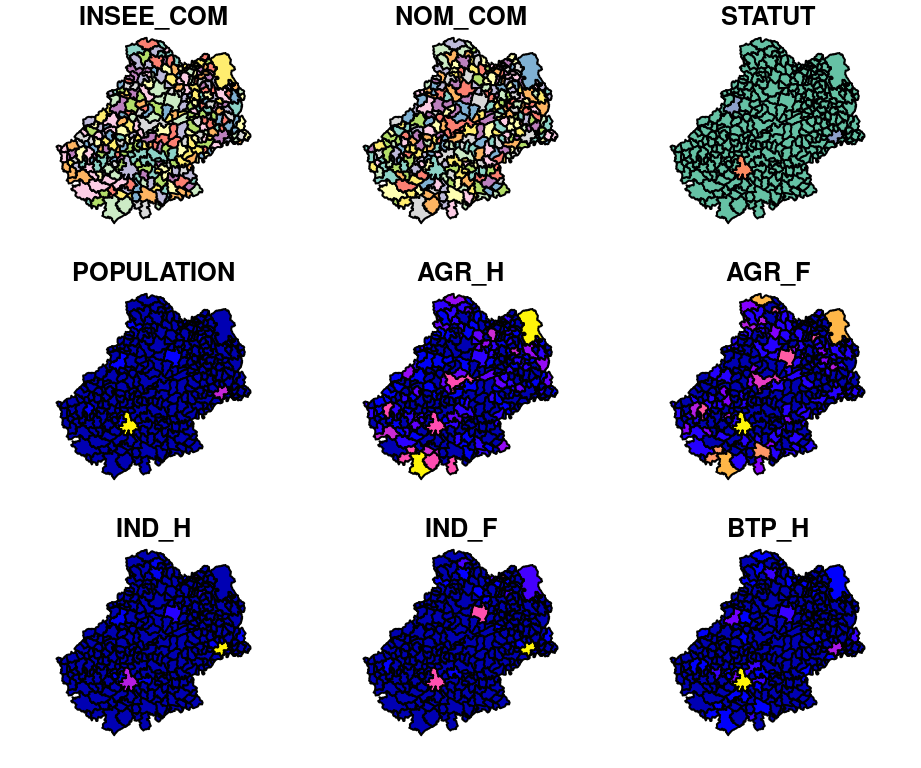 INSEE_COM
NOM_COM
STATUT
POPULATION
AGR_H
AGR_F
IND_H
IND_F
BTP_H